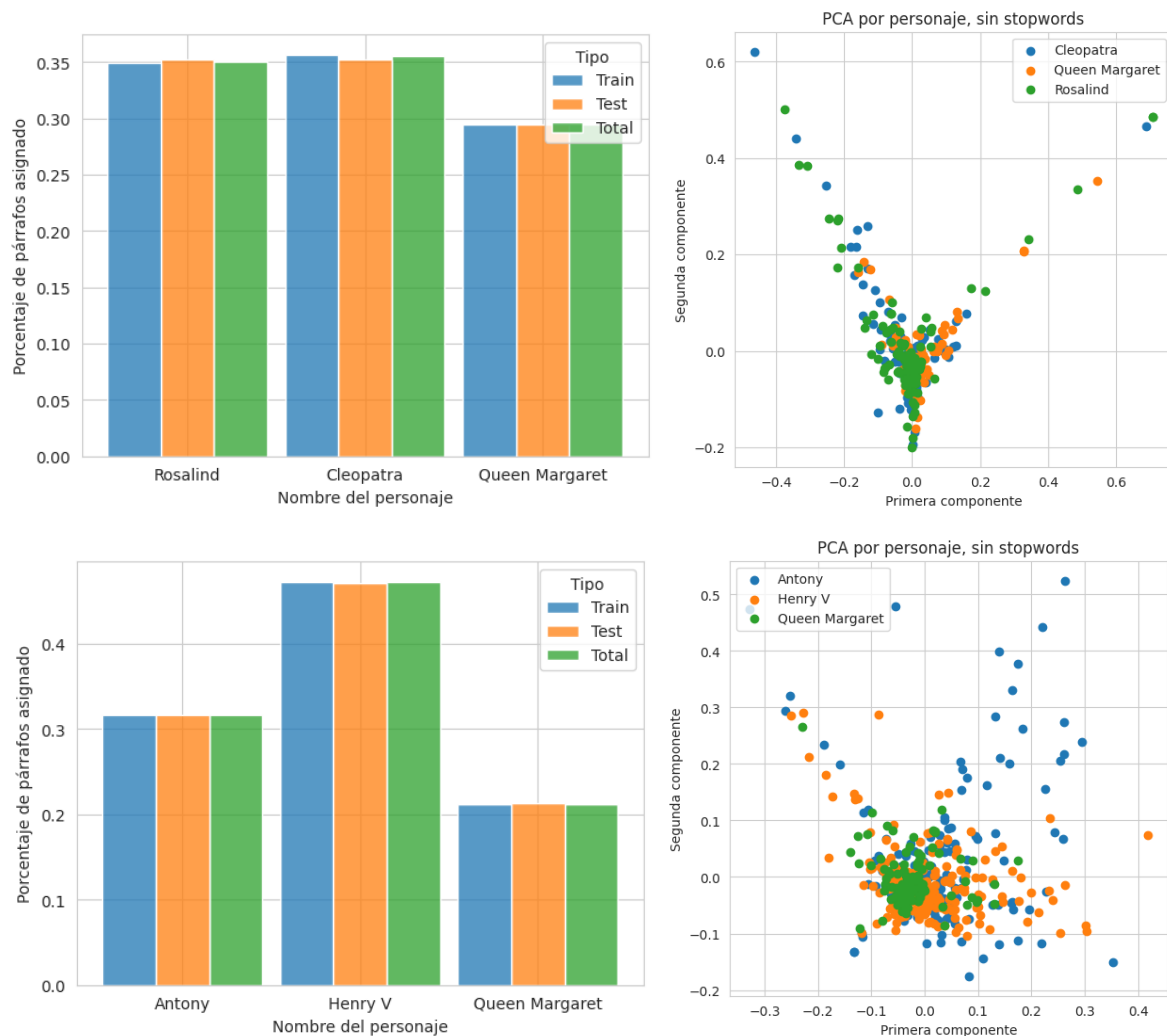 Porcentaje de párrafos asignado
0.35
0.30
0.25
0.20
0.15
0.10
0.05
0.00
Tipo
Train
Test
Total
Rosalind
Cleopatra
Queen Margaret
Nombre del personaje
PCA por personaje, sin stopwords
Cleopatra
Queen Margaret
Rosalind
Segunda componente
0.6
0.4
0.2
0.0
−0.2
−0.4
−0.2
0.0
0.2
0.4
0.6
Primera componente
Porcentaje de párrafos asignado
0.4
0.3
0.2
0.1
0.0
Tipo
Train
Test
Total
Antony
Henry V
Queen Margaret
Nombre del personaje
PCA por personaje, sin stopwords
Antony
Henry V
Queen Margaret
Segunda componente
0.5
0.4
0.3
0.2
0.1
0.0
−0.1
−0.2
−0.3
−0.2
−0.1
0.0
0.1
0.2
0.3
0.4
Primera componente